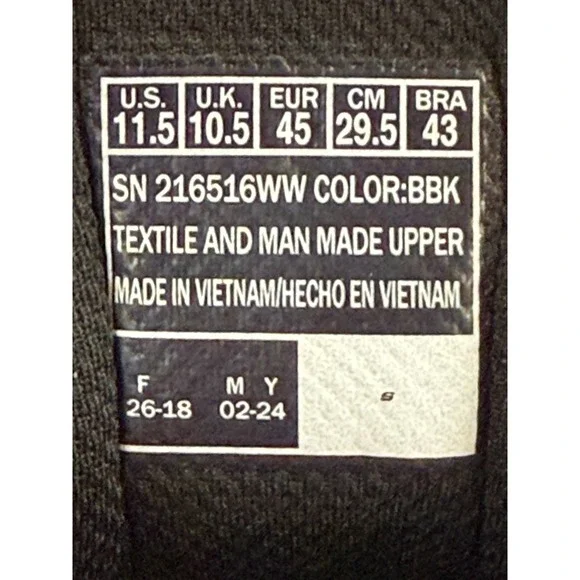 U.S. U.K. EUR CM BRA
11.5 10.5 45 29.5 43
SN 216516WW COLOR:BBK
TEXTILE AND MAN MADE UPPER
MADE IN VIETNAM/HECHO EN VIETNAM
F M Y
26-18 02-24